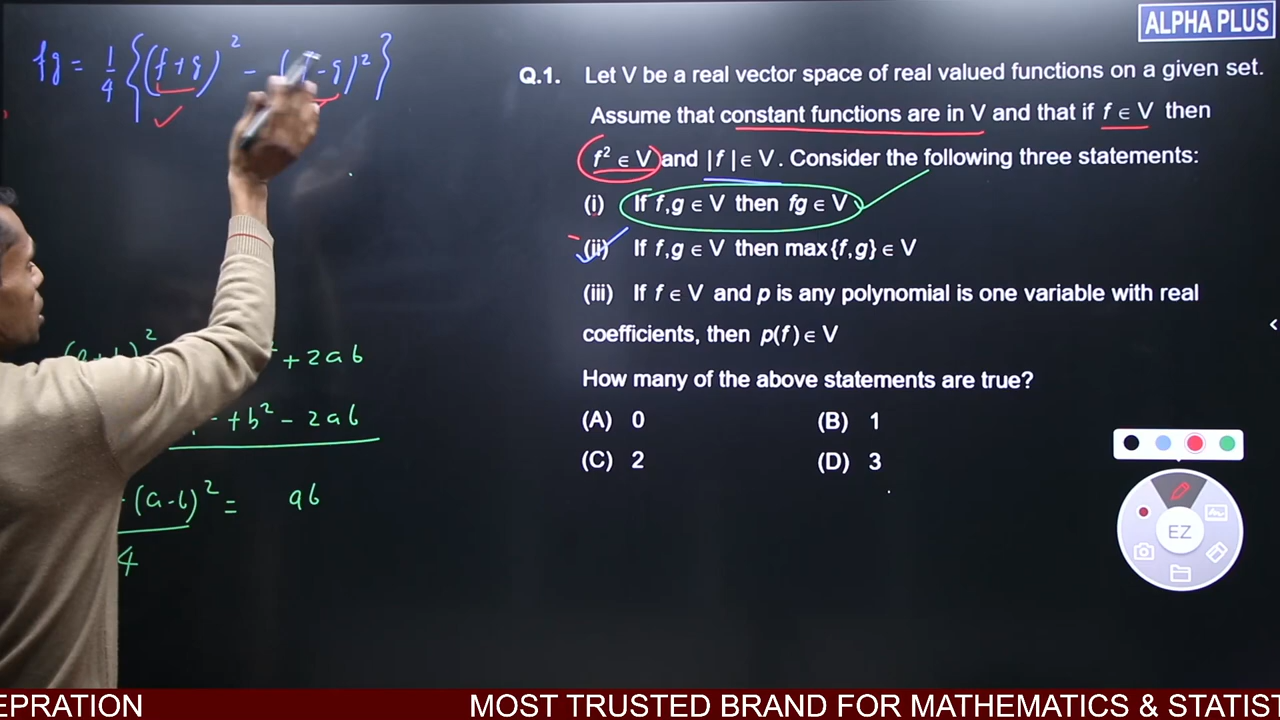 ALPHA PLUS
fg = 1/4 {(f+g)² - ( -g)²}
Q.1. Let V be a real vector space of real valued functions on a given set.
Assume that constant functions are in V and that if f ∈ V then
f² ∈ V and |f| ∈ V. Consider the following three statements:
(i) If f,g ∈ V then fg ∈ V
(ii) If f,g ∈ V then max{f,g} ∈ V
(iii) If f ∈ V and p is any polynomial is one variable with real
coefficients, then p(f) ∈ V
How many of the above statements are true?
(A) 0 (B) 1
(C) 2 (D) 3
+ 2ab
+ b² - 2ab
(a-b)² = ab
4
EZ
EPRATION MOST TRUSTED BRAND FOR MATHEMATICS & STATIST